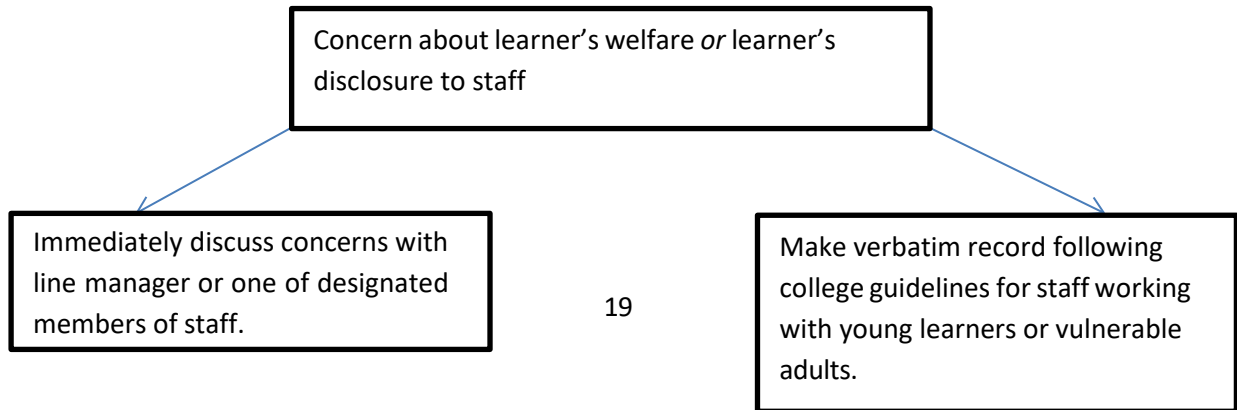 Concern about learner’s welfare or learner’s
disclosure to staff
Immediately discuss concerns with
line manager or one of designated
members of staff.
19
Make verbatim record following
college guidelines for staff working
with young learners or vulnerable
adults.